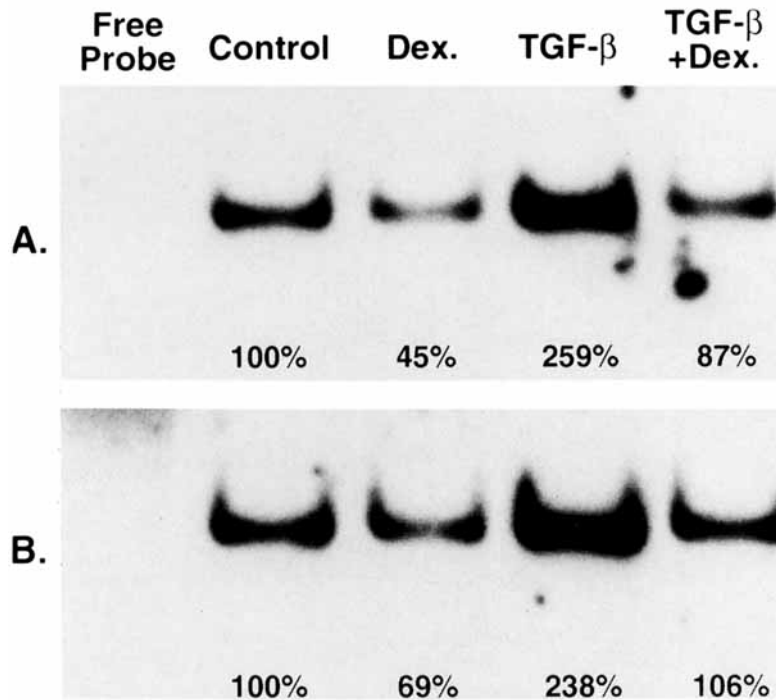 Free
Probe
Control
Dex.
TGF-β
TGF-β
+Dex.
A.
100%
45%
259%
87%
B.
100%
69%
238%
106%